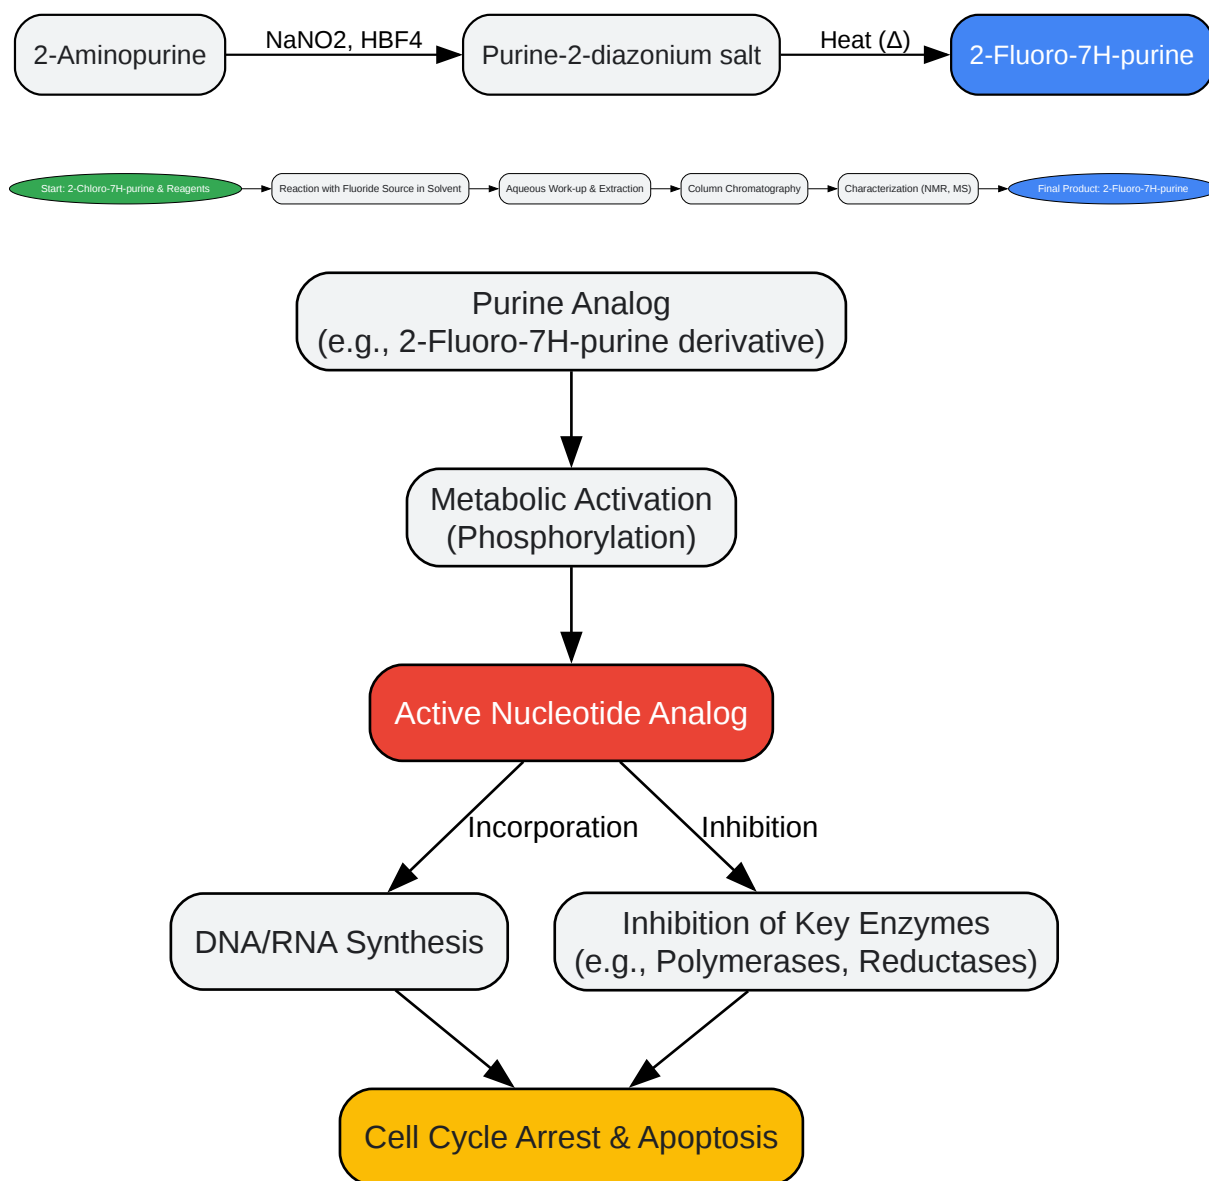 2-Aminopurine
NaNO2, HBF4
Purine-2-diazonium salt
Heat (Δ)
2-Fluoro-7H-purine
Start: 2-Chloro-7H-purine & Reagents
Reaction with Fluoride Source in Solvent
Aqueous Work-up & Extraction
Column Chromatography
Characterization (NMR, MS)
Final Product: 2-Fluoro-7H-purine
Purine Analog
(e.g., 2-Fluoro-7H-purine derivative)
Metabolic Activation
(Phosphorylation)
Active Nucleotide Analog
Incorporation
Inhibition
DNA/RNA Synthesis
Inhibition of Key Enzymes
(e.g., Polymerases, Reductases)
Cell Cycle Arrest & Apoptosis